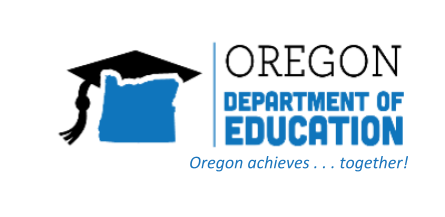 OREGON
DEPARTMENT OF
EDUCATION
Oregon achieves . . . together!